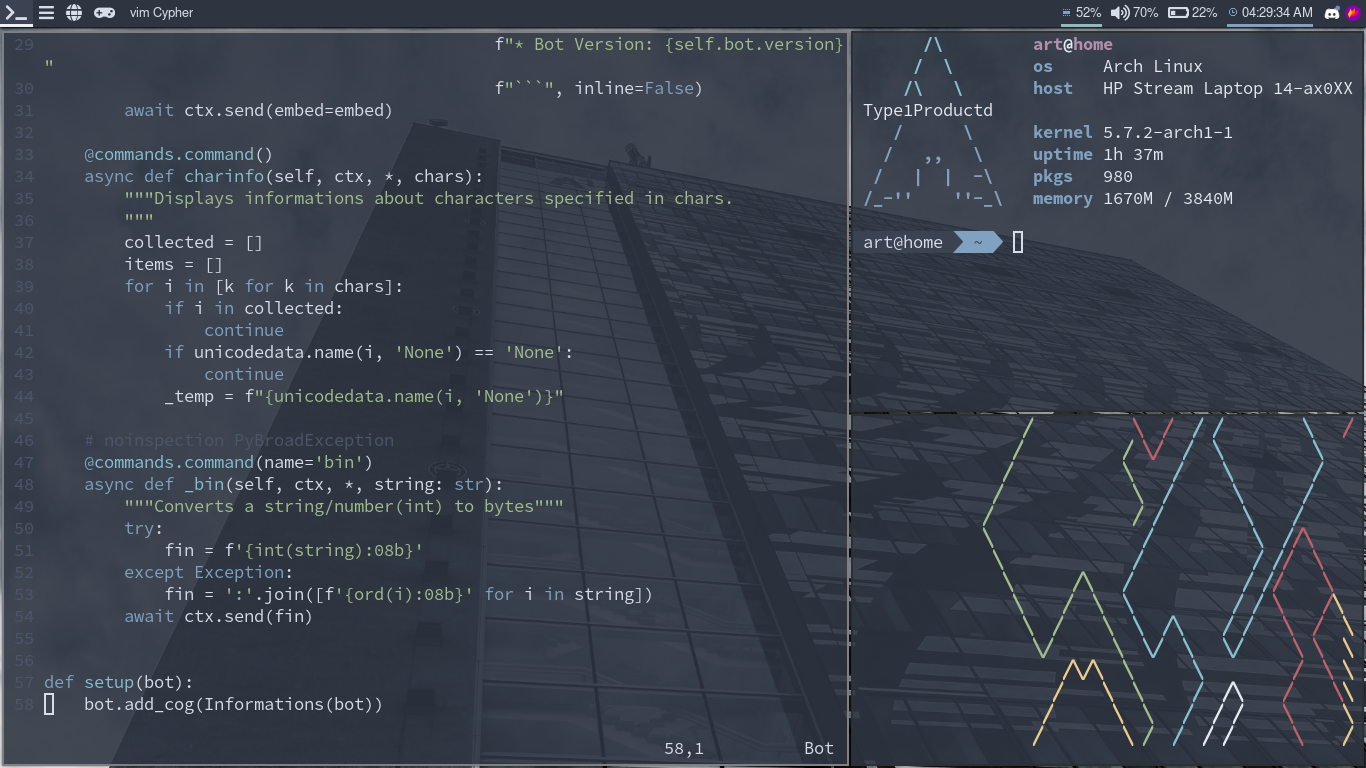 vim Cypher
52% 70% 22% 04:29:34 AM
29 f"* Bot Version: {self.bot.version}
"
30 f"```", inline=False)
31 await ctx.send(embed=embed)
32
33 @commands.command()
34 async def charinfo(self, ctx, *, chars):
35 """Displays informations about characters specified in chars.
36 """
37 collected = []
38 items = []
39 for i in [k for k in chars]:
40 if i in collected:
41 continue
42 if unicodedata.name(i, 'None') == 'None':
43 continue
44 _temp = f"{unicodedata.name(i, 'None')}"
45
46 # noinspection PyBroadException
47 @commands.command(name='bin')
48 async def _bin(self, ctx, *, string: str):
49 """Converts a string/number(int) to bytes"""
50 try:
51 fin = f'{int(string):08b}'
52 except Exception:
53 fin = ':'.join([f'{ord(i):08b}' for i in string])
54 await ctx.send(fin)
55
56
57 def setup(bot):
58 bot.add_cog(Informations(bot))
58,1 Bot
art@home
os Arch Linux
host HP Stream Laptop 14-ax0XX
Type1Productd
kernel 5.7.2-arch1-1
uptime 1h 37m
pkgs 980
memory 1670M / 3840M
art@home ~